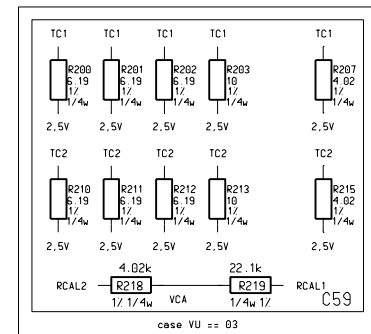 TC1 TC1 TC1 TC1 TC1
R200 R201 R202 R203 R207
6.19 6.19 6.19 10 4.02
1% 1% 1% 1% 1%
1/4w 1/4w 1/4w 1/4w 1/4w
2,5V 2,5V 2,5V 2,5V 2,5V
TC2 TC2 TC2 TC2 TC2
R210 R211 R212 R213 R215
6.19 6.19 6.19 10 4.02
1% 1% 1% 1% 1%
1/4w 1/4w 1/4w 1/4w 1/4w
2,5V 2,5V 2,5V 2,5V 2,5V
4.02k 22.1k
RCAL2 R218 R219 RCAL1
1% 1/4w VCA 1/4w 1% C59
case VU == 03